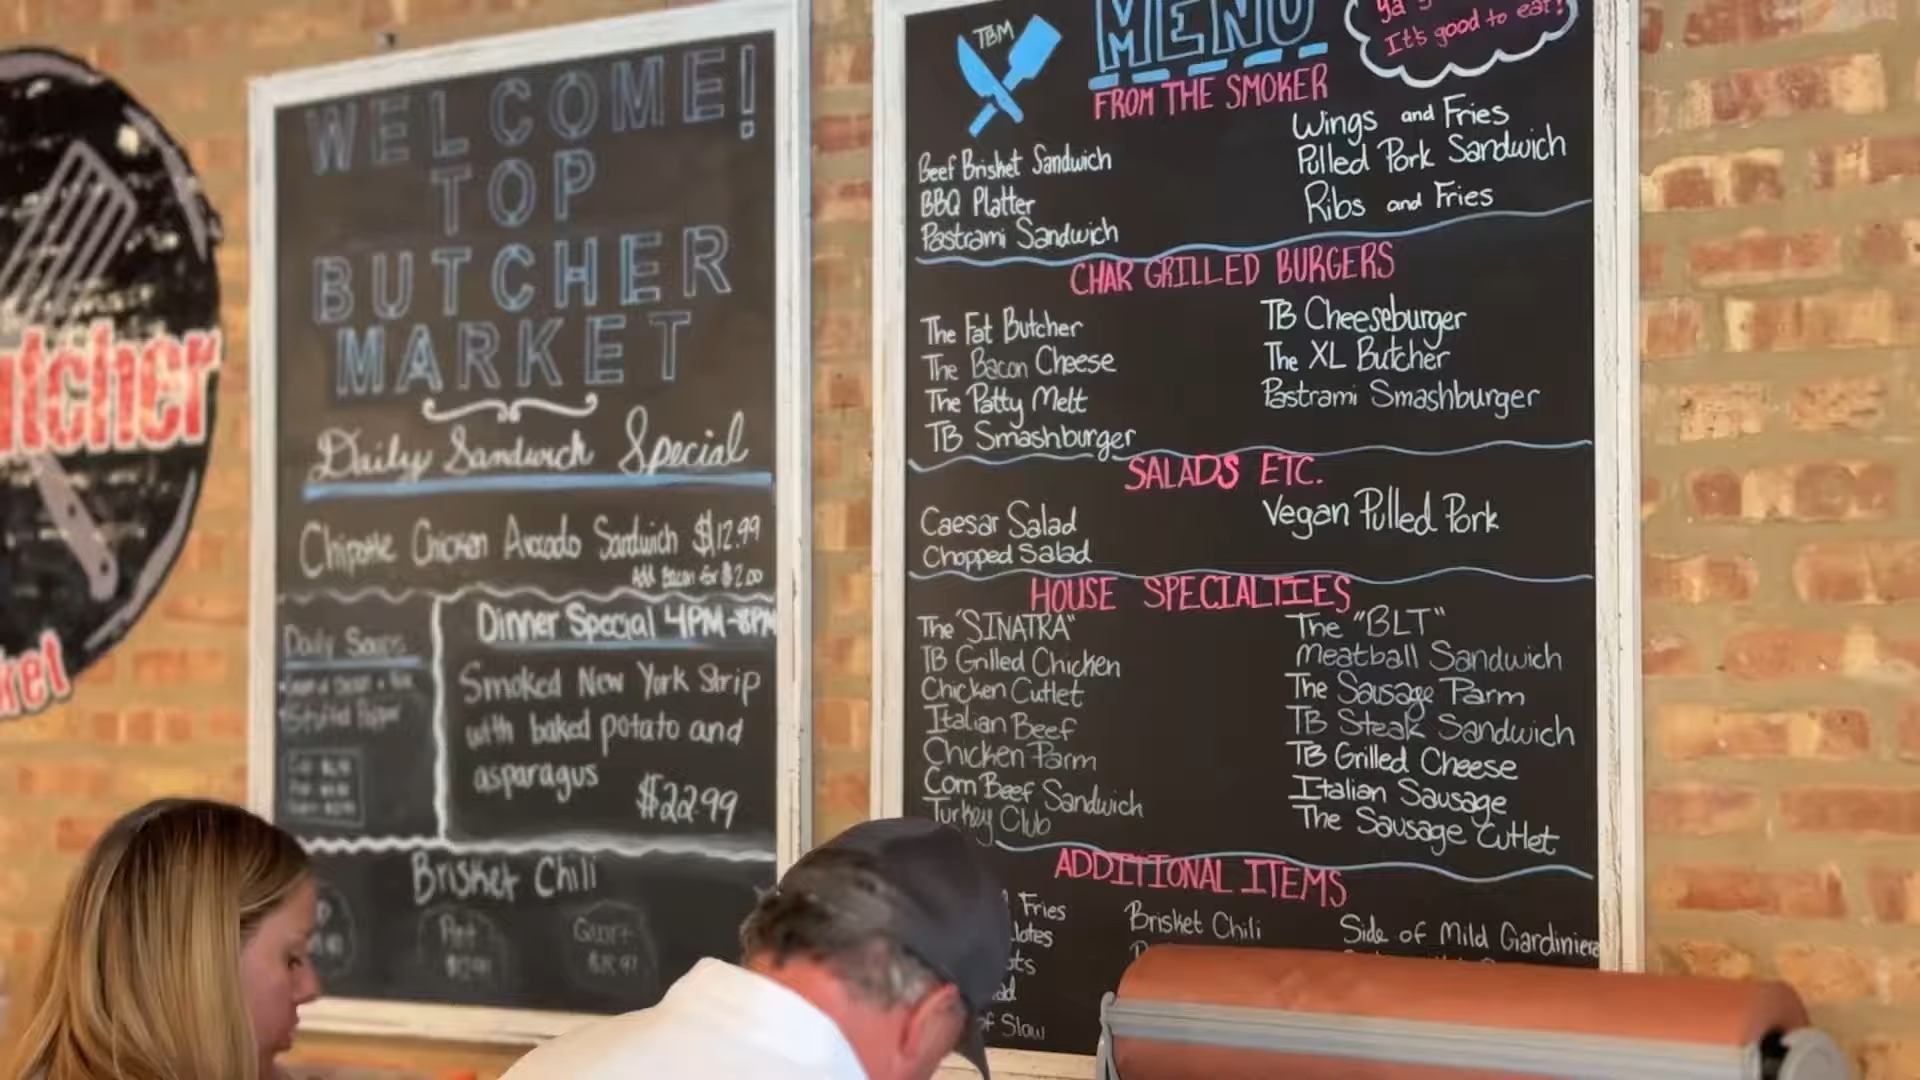 utcher
ket
WELCOME!
TOP
BUTCHER
MARKET
Daily Sandwich Special
Chipotle Chicken Avocado Sandwich $12.99
Add Bacon for $2.00
Daily Soups
Stuffed Pepper
Dinner Special 4PM-8PM
Smoked New York Strip
with baked potato and
asparagus
$22.99
Brisket Chili
Pint
Quart
TBM
MENU
It's good to eat!
FROM THE SMOKER
Beef Brisket Sandwich
BBQ Platter
Pastrami Sandwich
Wings and Fries
Pulled Pork Sandwich
Ribs and Fries
CHAR GRILLED BURGERS
The Fat Butcher
The Bacon Cheese
The Patty Melt
TB Smashburger
TB Cheeseburger
The XL Butcher
Pastrami Smashburger
SALADS ETC.
Caesar Salad
Chopped Salad
Vegan Pulled Pork
HOUSE SPECIALTIES
The "SINATRA"
TB Grilled Chicken
Chicken Cutlet
Italian Beef
Chicken Parm
Corn Beef Sandwich
Turkey Club
The "BLT"
Meatball Sandwich
The Sausage Parm
TB Steak Sandwich
TB Grilled Cheese
Italian Sausage
The Sausage Cutlet
ADDITIONAL ITEMS
Fries
Slaw
Brisket Chili
Side of Mild Giardiniera